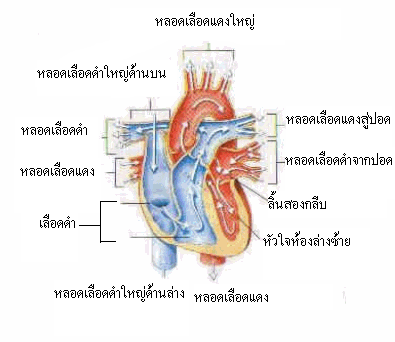 หลอดเลือดแดงใหญ่
หลอดเลือดดำใหญ่ด้านบน
หลอดเลือดดำ
หลอดเลือดแดงสู่ปอด
หลอดเลือดแดง
หลอดเลือดดำจากปอด
ลิ้นสองกลีบ
เลือดดำ
หัวใจห้องล่างซ้าย
หลอดเลือดดำใหญ่ด้านล่าง
หลอดเลือดแดง